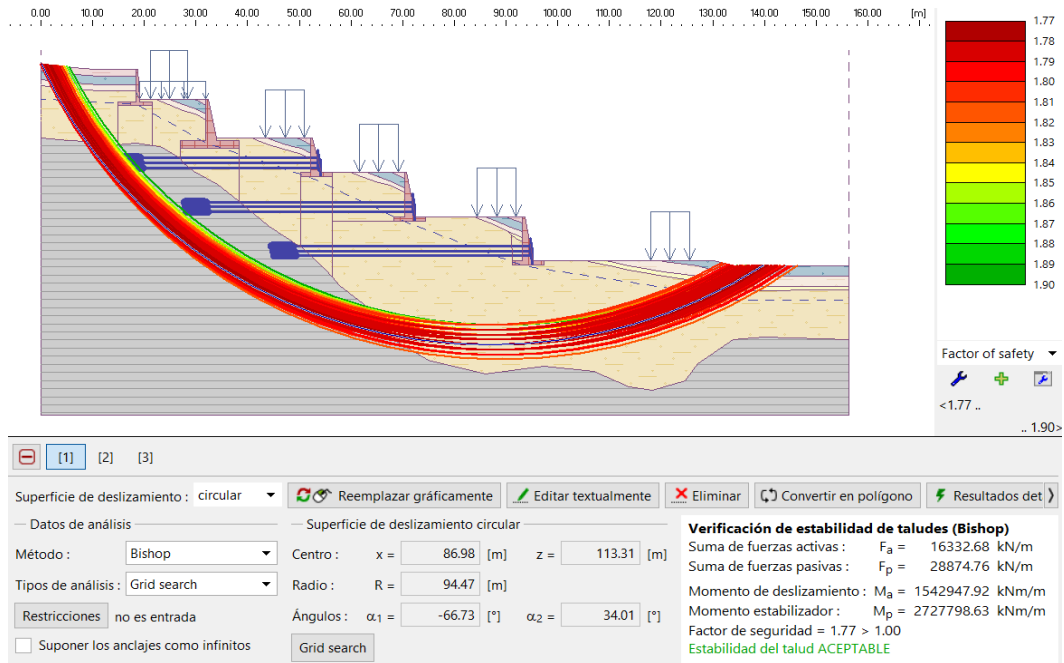 0.00 10.00 20.00 30.00 40.00 50.00 60.00 70.00 80.00 90.00 100.00 110.00 120.00 130.00 140.00 150.00 160.00 [m]
1.77
1.78
1.79
1.80
1.81
1.82
1.83
1.84
1.85
1.86
1.87
1.88
1.89
1.90
Factor of safety
<1.77 ..
.. 1.90>
[1] [2] [3]
Superficie de deslizamiento : circular Reemplazar gráficamente Editar textualmente Eliminar Convertir en polígono Resultados det
Datos de análisis
Método : Bishop
Tipos de análisis : Grid search
Restricciones no es entrada
Suponer los anclajes como infinitos
Superficie de deslizamiento circular
Centro : x = 86.98 [m] z = 113.31 [m]
Radio : R = 94.47 [m]
Ángulos : α1 = -66.73 [°] α2 = 34.01 [°]
Grid search
Verificación de estabilidad de taludes (Bishop)
Suma de fuerzas activas : Fa = 16332.68 kN/m
Suma de fuerzas pasivas : Fp = 28874.76 kN/m
Momento de deslizamiento : Ma = 1542947.92 kNm/m
Momento estabilizador : Mp = 2727798.63 kNm/m
Factor de seguridad = 1.77 > 1.00
Estabilidad del talud ACEPTABLE